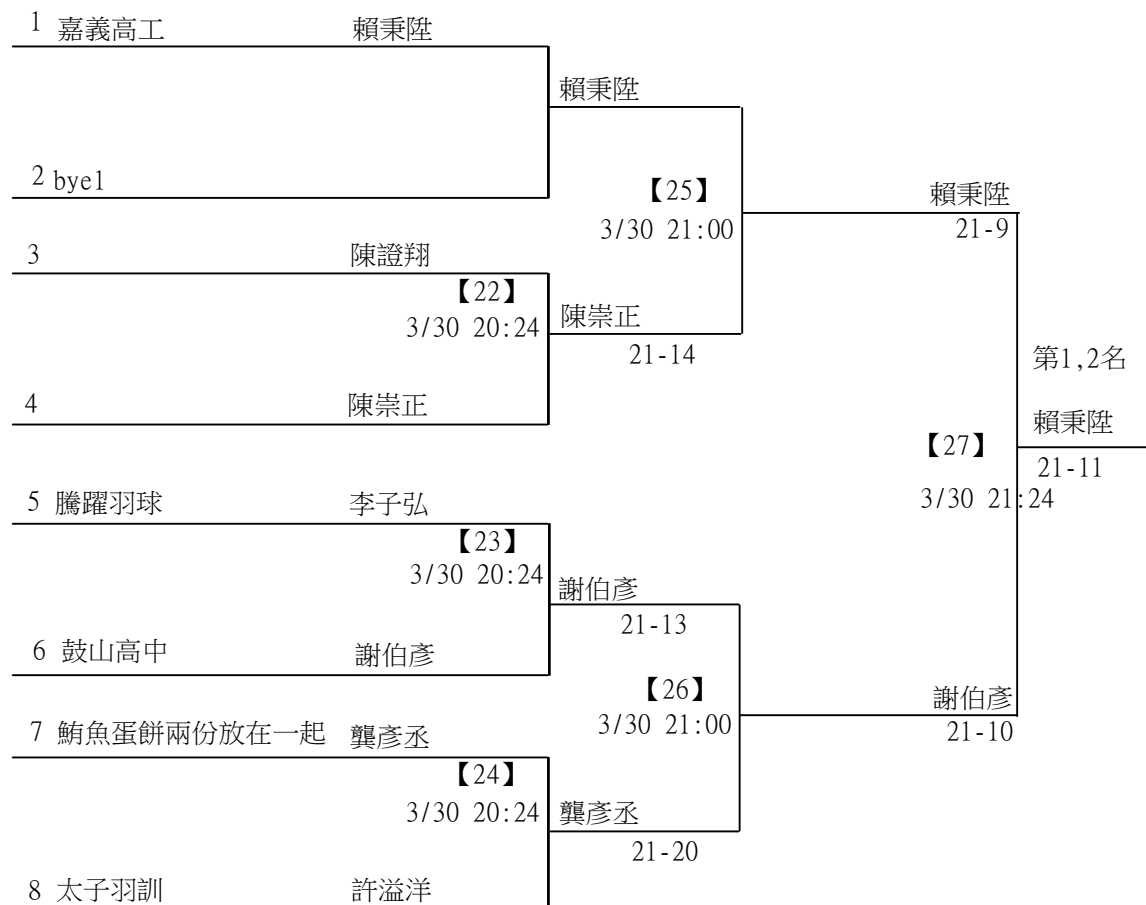 1 嘉義高工 賴秉陞
賴秉陞
2 bye1
【25】
3/30 21:00
賴秉陞
21-9
3 陳證翔
【22】
3/30 20:24
陳崇正
21-14
4 陳崇正
第1,2名
賴秉陞
21-11
【27】
3/30 21:24
5 騰躍羽球 李子弘
【23】
3/30 20:24
謝伯彥
21-13
6 鼓山高中 謝伯彥
【26】
3/30 21:00
謝伯彥
21-10
7 鮪魚蛋餅兩份放在一起 龔彥丞
【24】
3/30 20:24
龔彥丞
21-20
8 太子羽訓 許溢洋